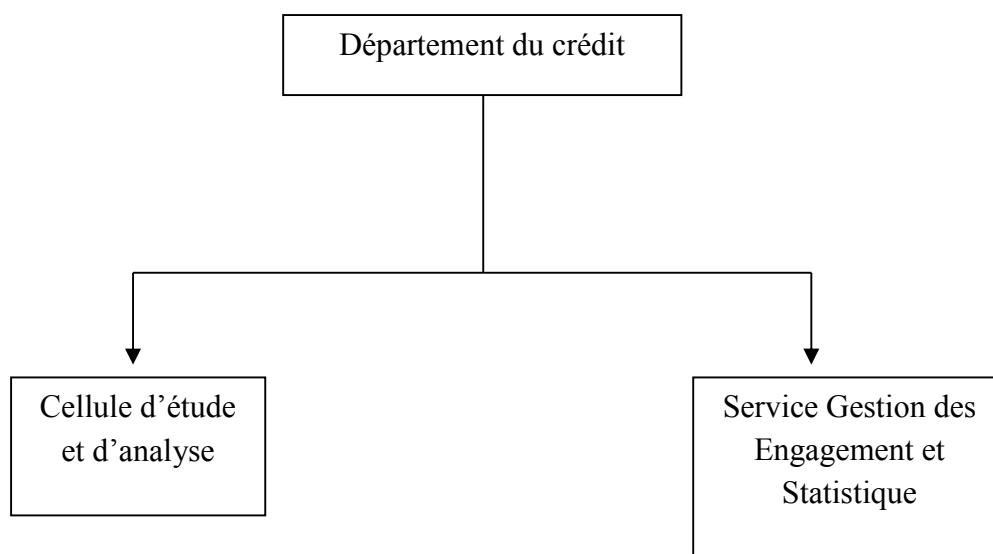 Département du crédit
Cellule d’étude
et d’analyse
Service Gestion des
Engagement et
Statistique